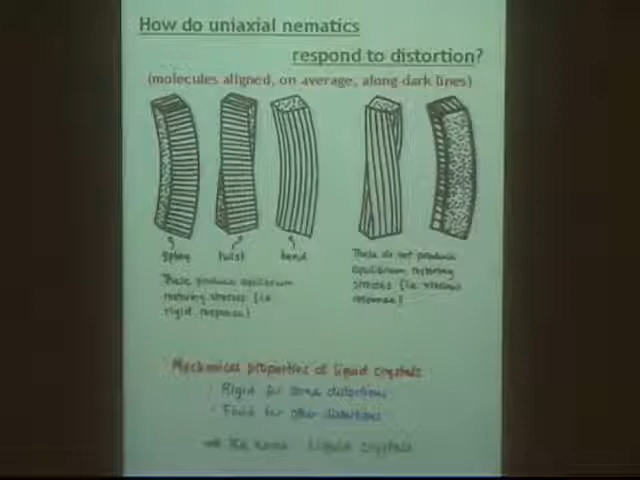 How do uniaxial nematics
respond to distortion?
(molecules aligned, on average, along dark lines)
splay
twist
bend
These produce equilibrium
restoring stresses (i.e.
rigid response)
These do not produce
equilibrium restoring
stresses (i.e. viscous
response)
Mechanical properties of liquid crystals
· Rigid for some distortions
· Fluid for other distortions
the name liquid crystals